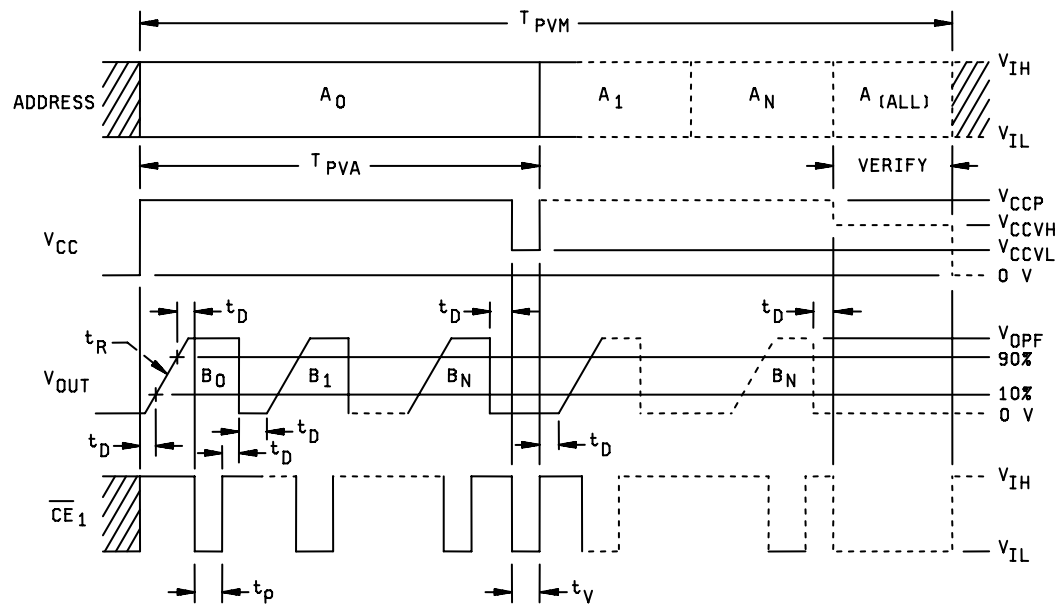 T PVM
V IH
ADDRESS A 0 A 1 A N A (ALL)
V IL
T PVA VERIFY
V CCP
V CCVH
V CC
V CCVL
0 V
t D t D t D
t R
V OPF
90%
V OUT B 0 B 1 B N B N
10%
0 V
t D t D t D t D
V IH
CE 1
V IL
t p t V